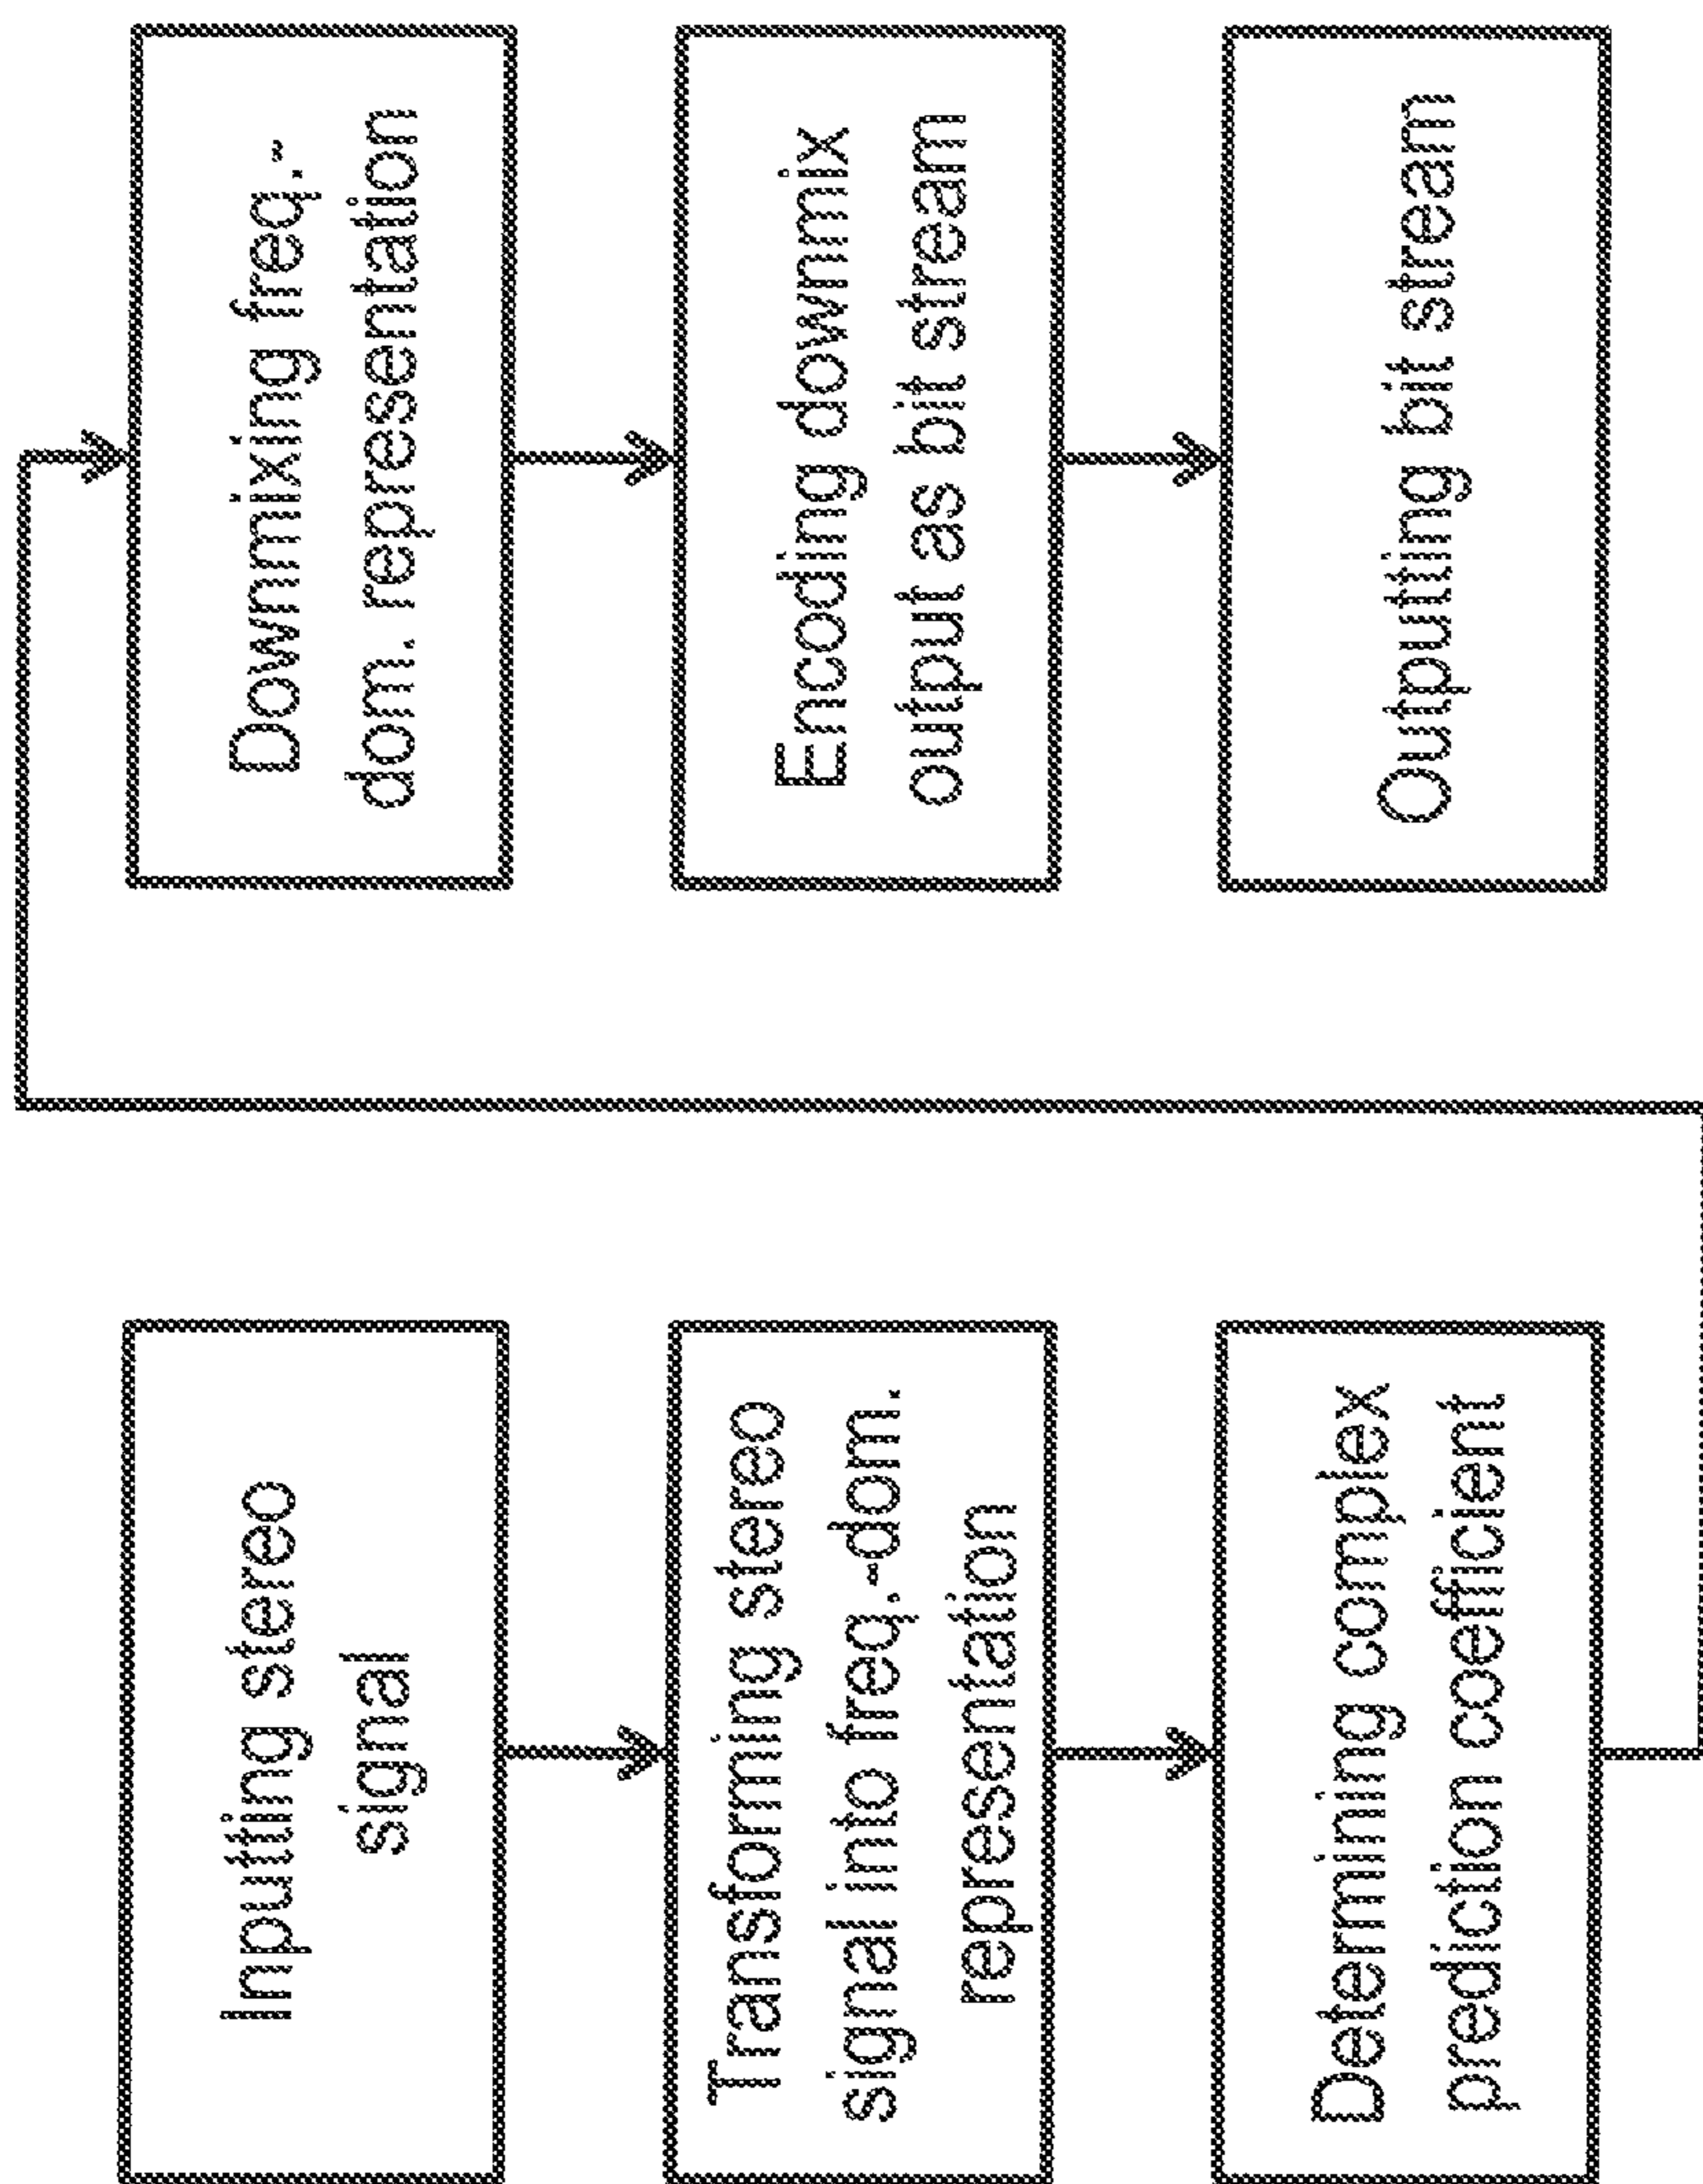 Inputting stereo
signal
Transforming stereo
signal into freq.-dom.
representation
Determining complex
prediction coefficient
Downmixing freq.-
dom. representation
Encoding downmix
output as bit stream
Outputting bit stream